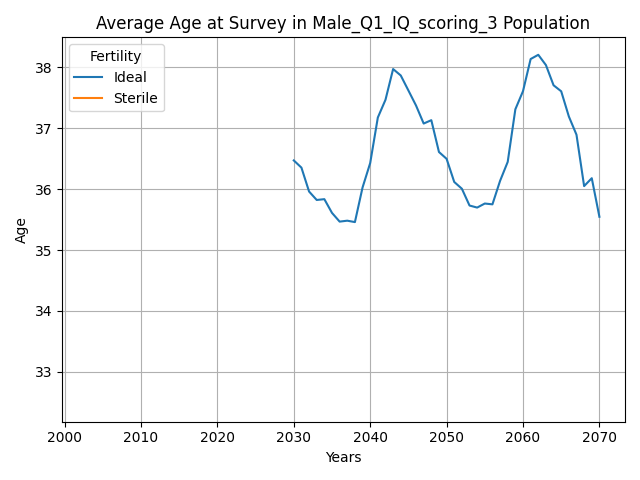 Average Age at Survey in Male_Q1_IQ_scoring_3 Population
Fertility
Ideal
Sterile
38
37
36
35
34
33
Age
2000 2010 2020 2030 2040 2050 2060 2070
Years